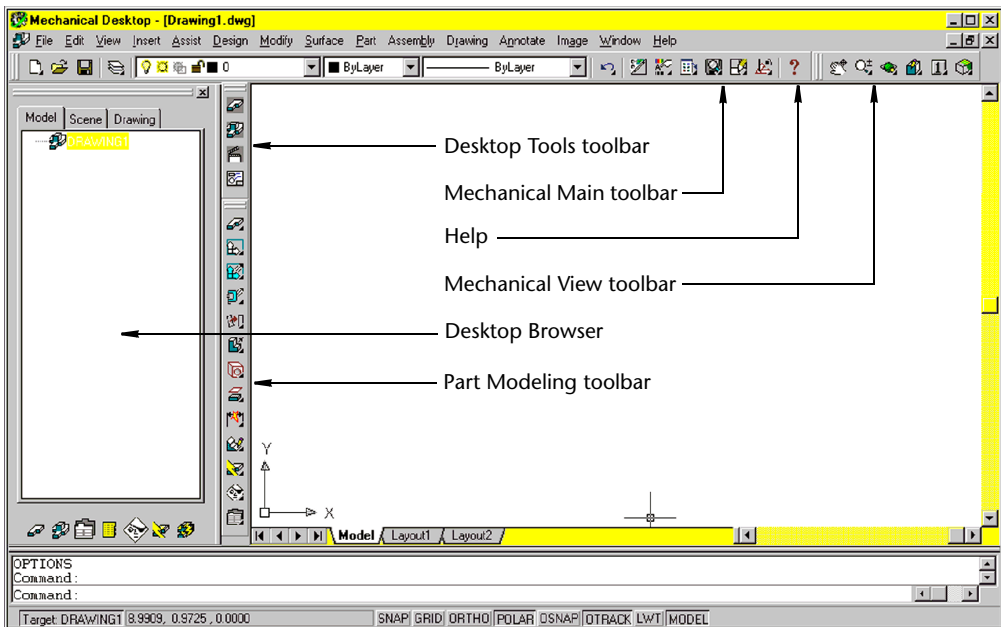 Mechanical Desktop - [Drawing1.dwg]
File Edit View Insert Assist Design Modify Surface Part Assembly Drawing Annotate Image Window Help
0 ByLayer ByLayer ?
Model Scene Drawing
DRAWING1
Desktop Tools toolbar
Mechanical Main toolbar
Help
Mechanical View toolbar
Desktop Browser
Part Modeling toolbar
Y
X
Model Layout1 Layout2
OPTIONS
Command:
Command:
Target: DRAWING1 8.9909, 0.9725, 0.0000 SNAP GRID ORTHO POLAR OSNAP OTRACK LWT MODEL